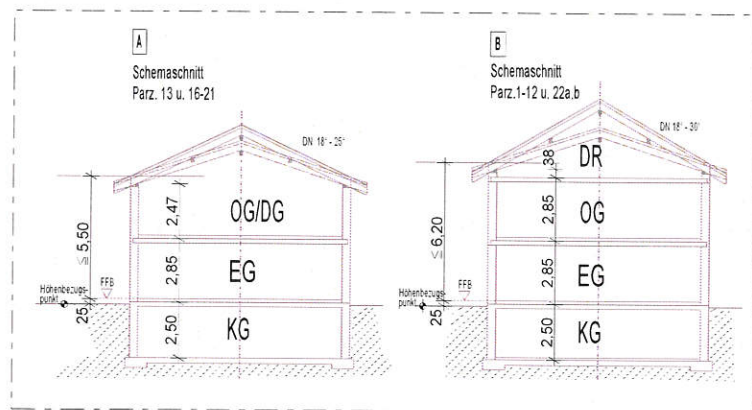 A
Schemaschnitt
Parz. 13 u. 16-21
DN 18° - 25°
≤ 5,50
2,47
OG/DG
2,85
EG
FFB
Höhenbezugs-
punkt
25
2,50
KG
B
Schemaschnitt
Parz.1-12 u. 22a,b
DN 18° - 30°
38
DR
≤ 6,20
2,85
OG
2,85
EG
FFB
Höhenbezugs-
punkt
25
2,50
KG